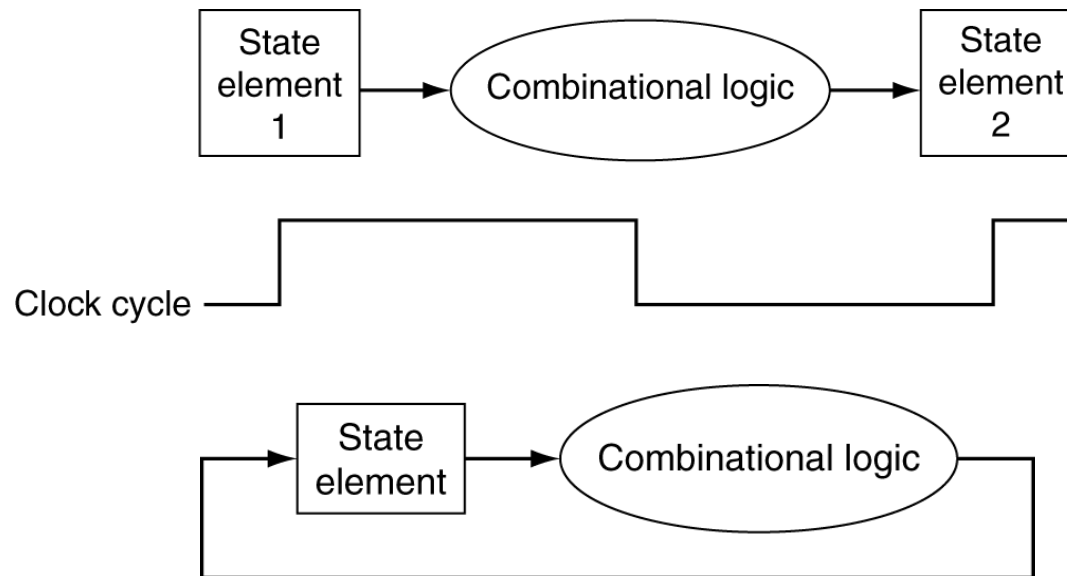 State
element
1
Combinational logic
State
element
2
Clock cycle
State
element
Combinational logic